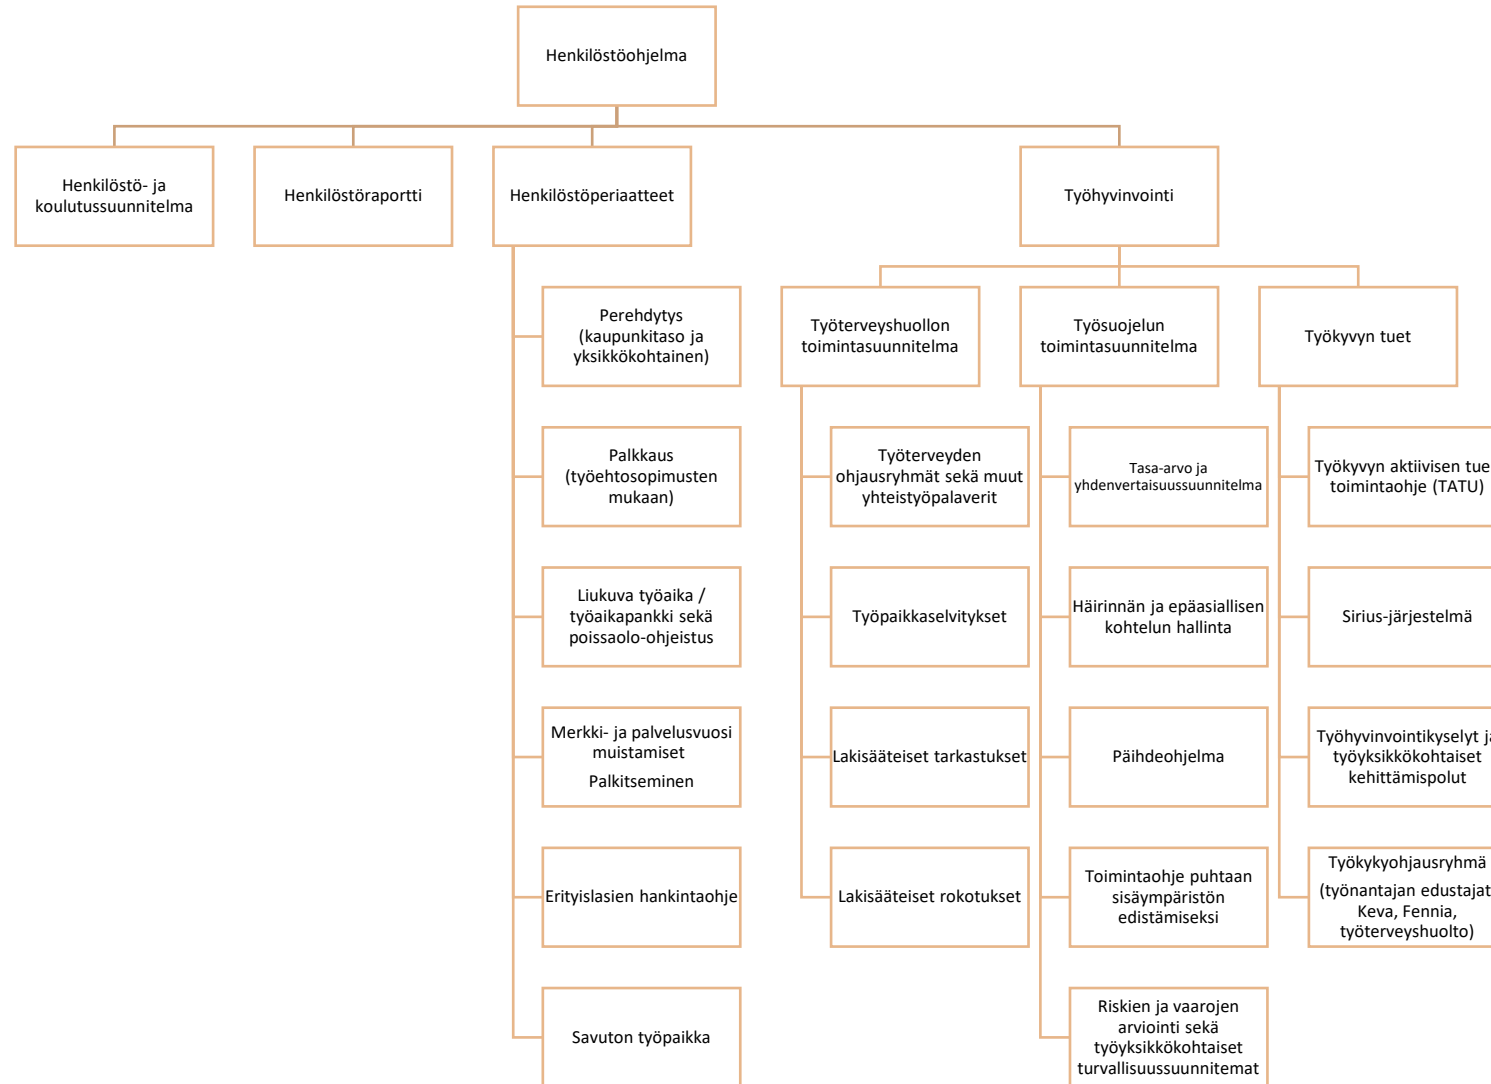 Henkilöstöohjelma
Henkilöstö- ja
koulutussuunnitelma
Henkilöstöraportti
Henkilöstöperiaatteet
Työhyvinvointi
Perehdytys
(kaupunkitaso ja
yksikkökohtainen)
Palkkaus
(työehtosopimusten
mukaan)
Liukuva työaika /
työaikapankki sekä
poissaolo-ohjeistus
Merkki- ja palvelusvuosi
muistamiset
Palkitseminen
Erityislasien hankintaohje
Savuton työpaikka
Työterveyshuollon
toimintasuunnitelma
Työterveyden
ohjausryhmät sekä muut
yhteistyöpalaverit
Työpaikkaselvitykset
Lakisääteiset tarkastukset
Lakisääteiset rokotukset
Työsuojelun
toimintasuunnitelma
Tasa-arvo ja
yhdenvertaisuussuunnitelma
Häirinnän ja epäasiallisen
kohtelun hallinta
Päihdeohjelma
Toimintaohje puhtaan
sisäympäristön
edistämiseksi
Riskien ja vaarojen
arviointi sekä
työyksikkökohtaiset
turvallisuussuunnitemat
Työkyvyn tuet
Työkyvyn aktiivisen tue
toimintaohje (TATU)
Sirius-järjestelmä
Työhyvinvointikyselyt ja
työyksikkökohtaiset
kehittämispolut
Työkykyohjausryhmä
(työnantajan edustajat
Keva, Fennia,
työterveyshuolto)